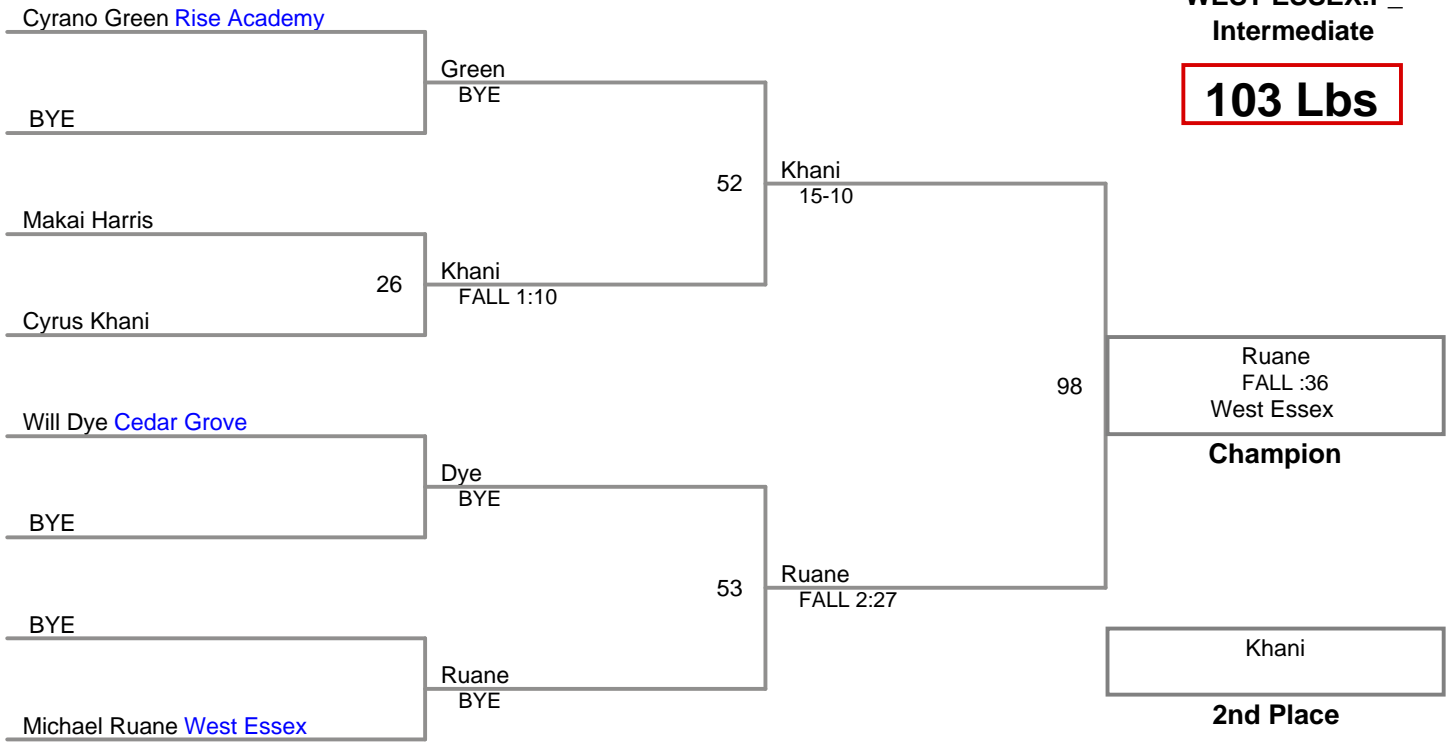 WEST ESSEX
Intermediate
103 Lbs
Cyrano Green Rise Academy
BYE
Makai Harris
Cyrus Khani
Will Dye Cedar Grove
BYE
BYE
Michael Ruane West Essex
Green
BYE
26
Khani
FALL 1:10
Dye
BYE
Ruane
BYE
52
Khani
15-10
53
Ruane
FALL 2:27
98
Ruane
FALL :36
West Essex
Champion
Khani
2nd Place